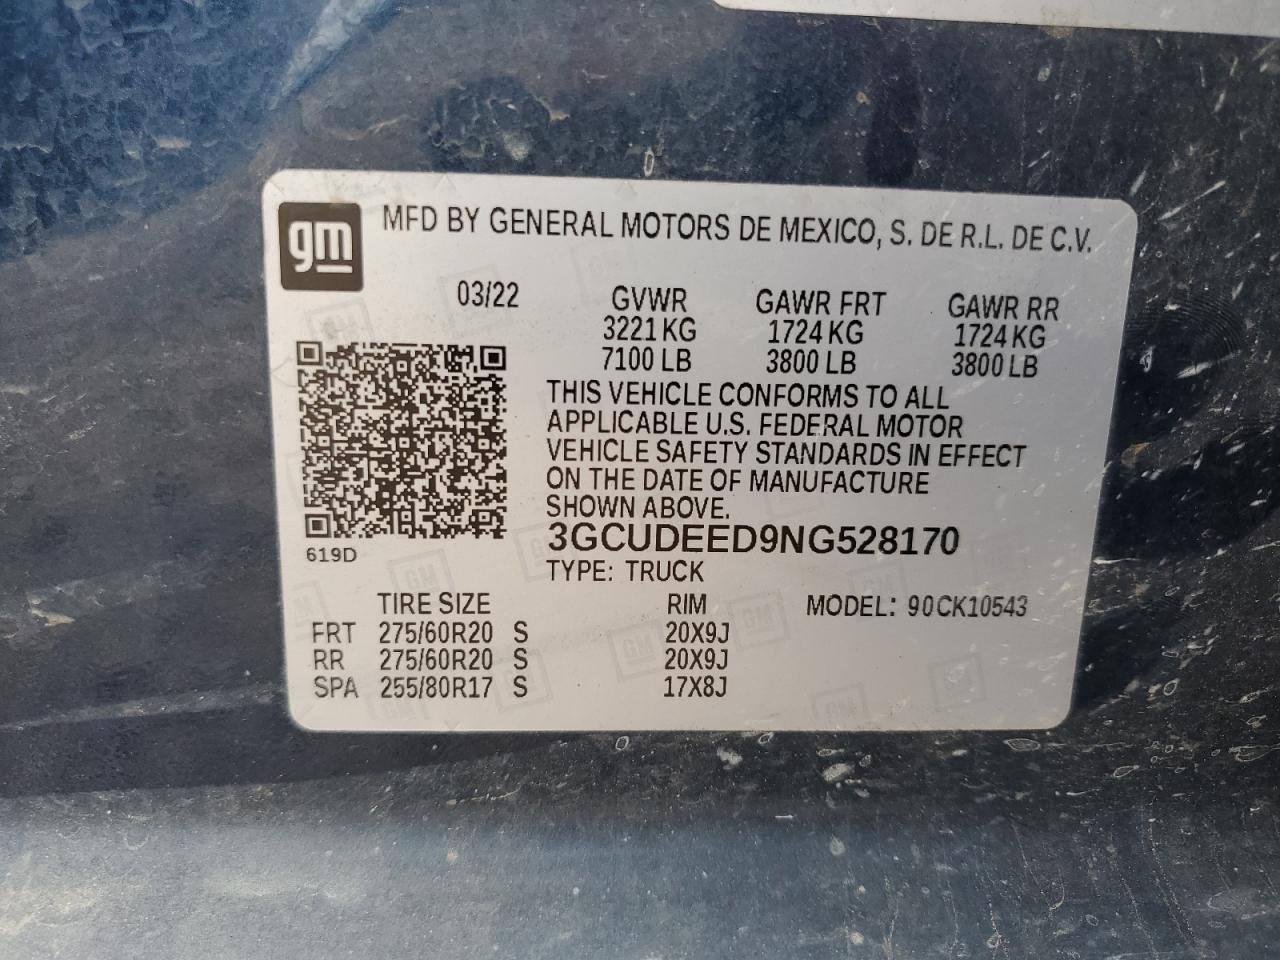 gm
MFD BY GENERAL MOTORS DE MEXICO, S. DE R.L. DE C.V.
03/22 GVWR GAWR FRT GAWR RR
3221 KG 1724 KG 1724 KG
7100 LB 3800 LB 3800 LB
THIS VEHICLE CONFORMS TO ALL
APPLICABLE U.S. FEDERAL MOTOR
VEHICLE SAFETY STANDARDS IN EFFECT
ON THE DATE OF MANUFACTURE
SHOWN ABOVE.
3GCUDEED9NG528170
619D
TYPE: TRUCK
TIRE SIZE RIM MODEL: 90CK10543
FRT 275/60R20 S 20X9J
RR 275/60R20 S 20X9J
SPA 255/80R17 S 17X8J